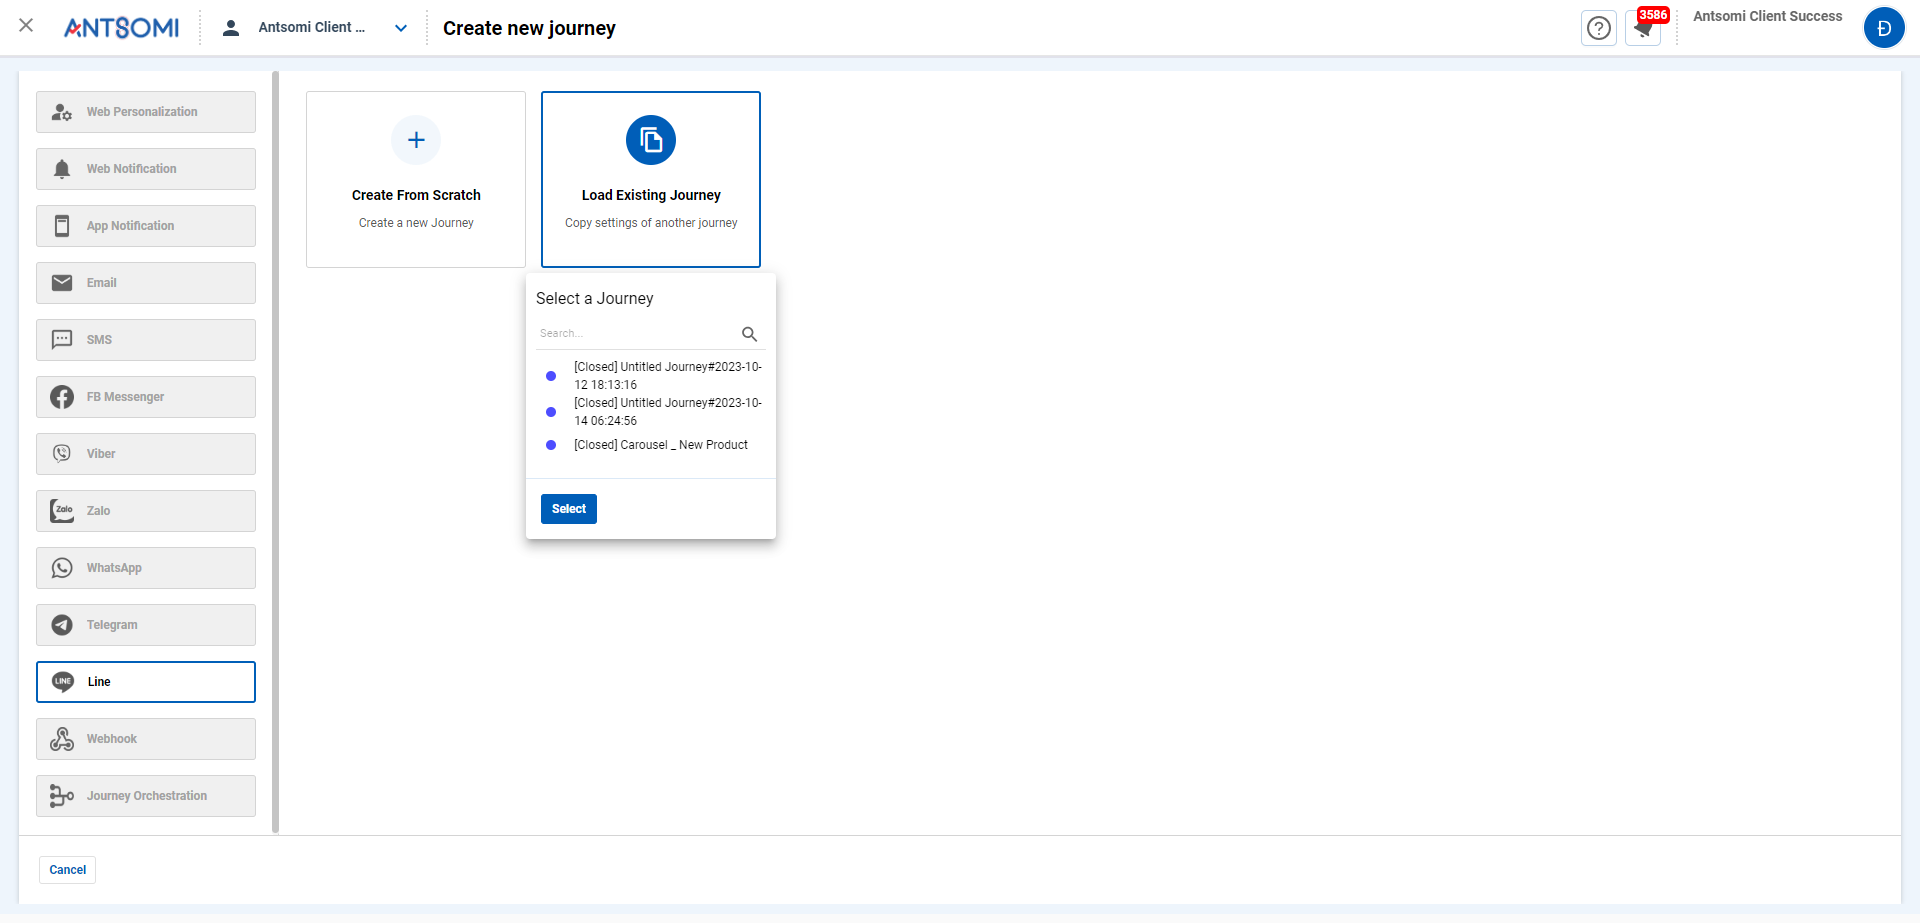 ANTSOMI
Antsomi Client ...
Create new journey
3586
Antsomi Client Success
Đ
Web Personalization
Web Notification
App Notification
Email
SMS
FB Messenger
Viber
Zalo
Zalo
WhatsApp
Telegram
LINE
Line
Webhook
Journey Orchestration
Create From Scratch
Create a new Journey
Load Existing Journey
Copy settings of another journey
Select a Journey
Search...
[Closed] Untitled Journey#2023-10-
12 18:13:16
[Closed] Untitled Journey#2023-10-
14 06:24:56
[Closed] Carousel _ New Product
Select
Cancel